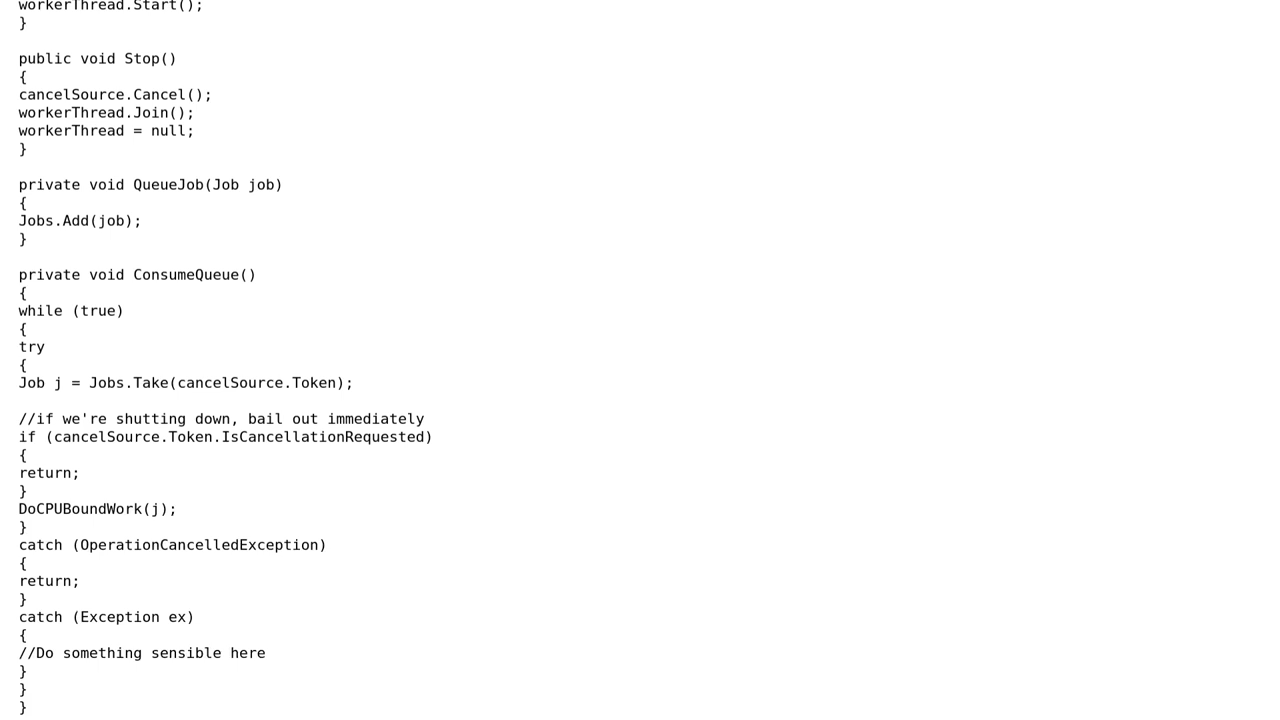 workerThread.Start();
}
public void Stop()
{
cancelSource.Cancel();
workerThread.Join();
workerThread = null;
}
private void QueueJob(Job job)
{
Jobs.Add(job);
}
private void ConsumeQueue()
{
while (true)
{
try
{
Job j = Jobs.Take(cancelSource.Token);
//if we're shutting down, bail out immediately
if (cancelSource.Token.IsCancellationRequested)
{
return;
}
DoCPUBoundWork(j);
}
catch (OperationCancelledException)
{
return;
}
catch (Exception ex)
{
//Do something sensible here
}
}
}